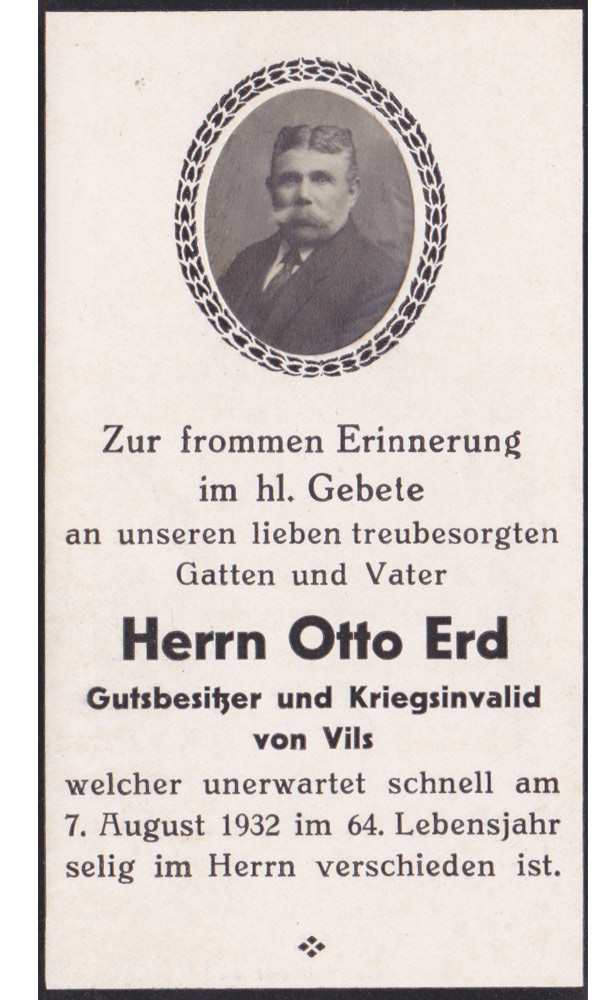 Zur frommen Erinnerung
im hl. Gebete
an unseren lieben treubesorgten
Gatten und Vater
Herrn Otto Erd
Gutsbesitzer und Kriegsinvalid
von Vils
welcher unerwartet schnell am
7. August 1932 im 64. Lebensjahr
selig im Herrn verschieden ist.